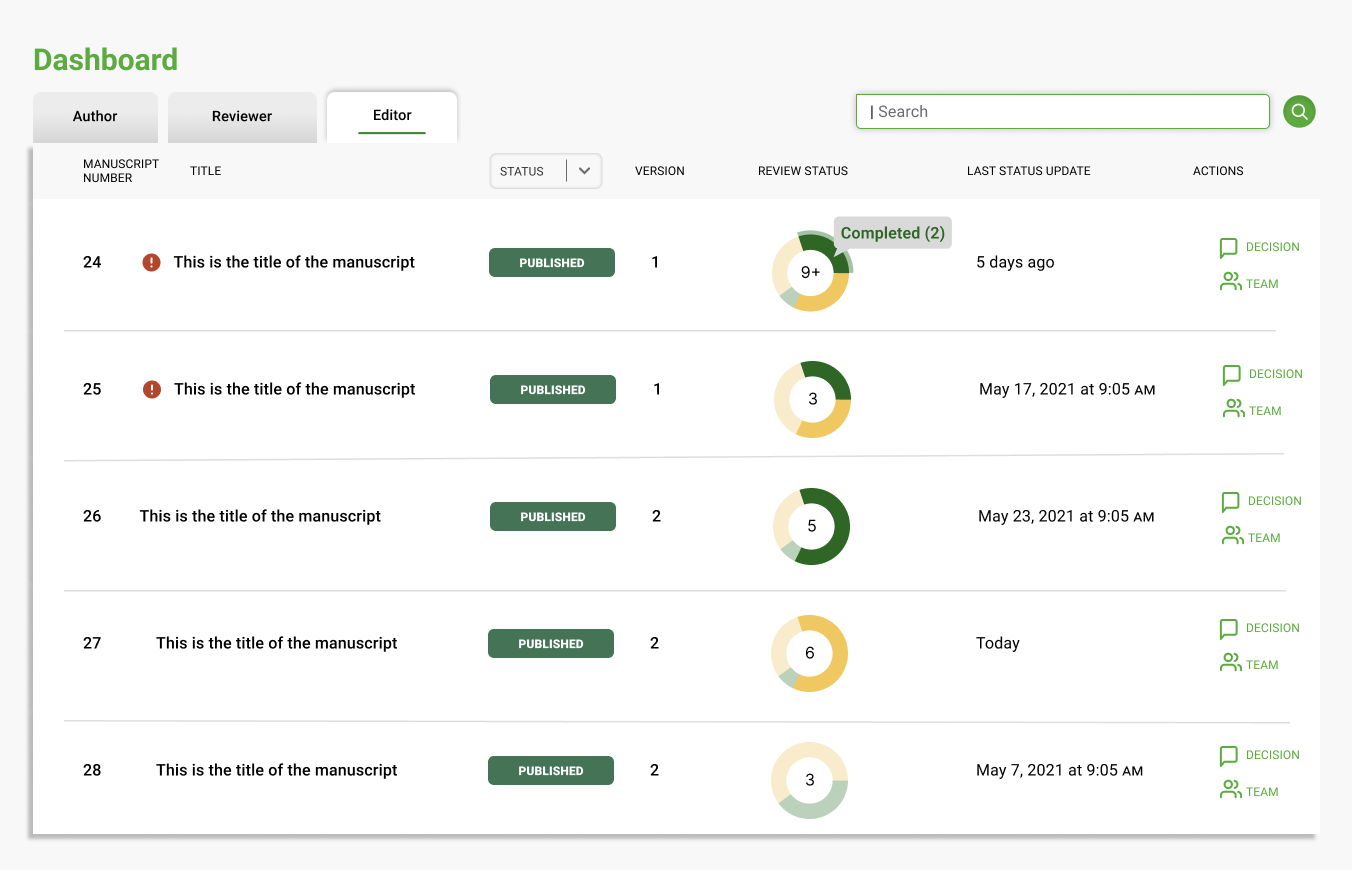 Dashboard
Author
Reviewer
Editor
| Search
MANUSCRIPT
NUMBER
TITLE
STATUS
VERSION
REVIEW STATUS
LAST STATUS UPDATE
ACTIONS
24
This is the title of the manuscript
PUBLISHED
1
9+
Completed (2)
5 days ago
DECISION
TEAM
25
This is the title of the manuscript
PUBLISHED
1
3
May 17, 2021 at 9:05 AM
DECISION
TEAM
26
This is the title of the manuscript
PUBLISHED
2
5
May 23, 2021 at 9:05 AM
DECISION
TEAM
27
This is the title of the manuscript
PUBLISHED
2
6
Today
DECISION
TEAM
28
This is the title of the manuscript
PUBLISHED
2
3
May 7, 2021 at 9:05 AM
DECISION
TEAM